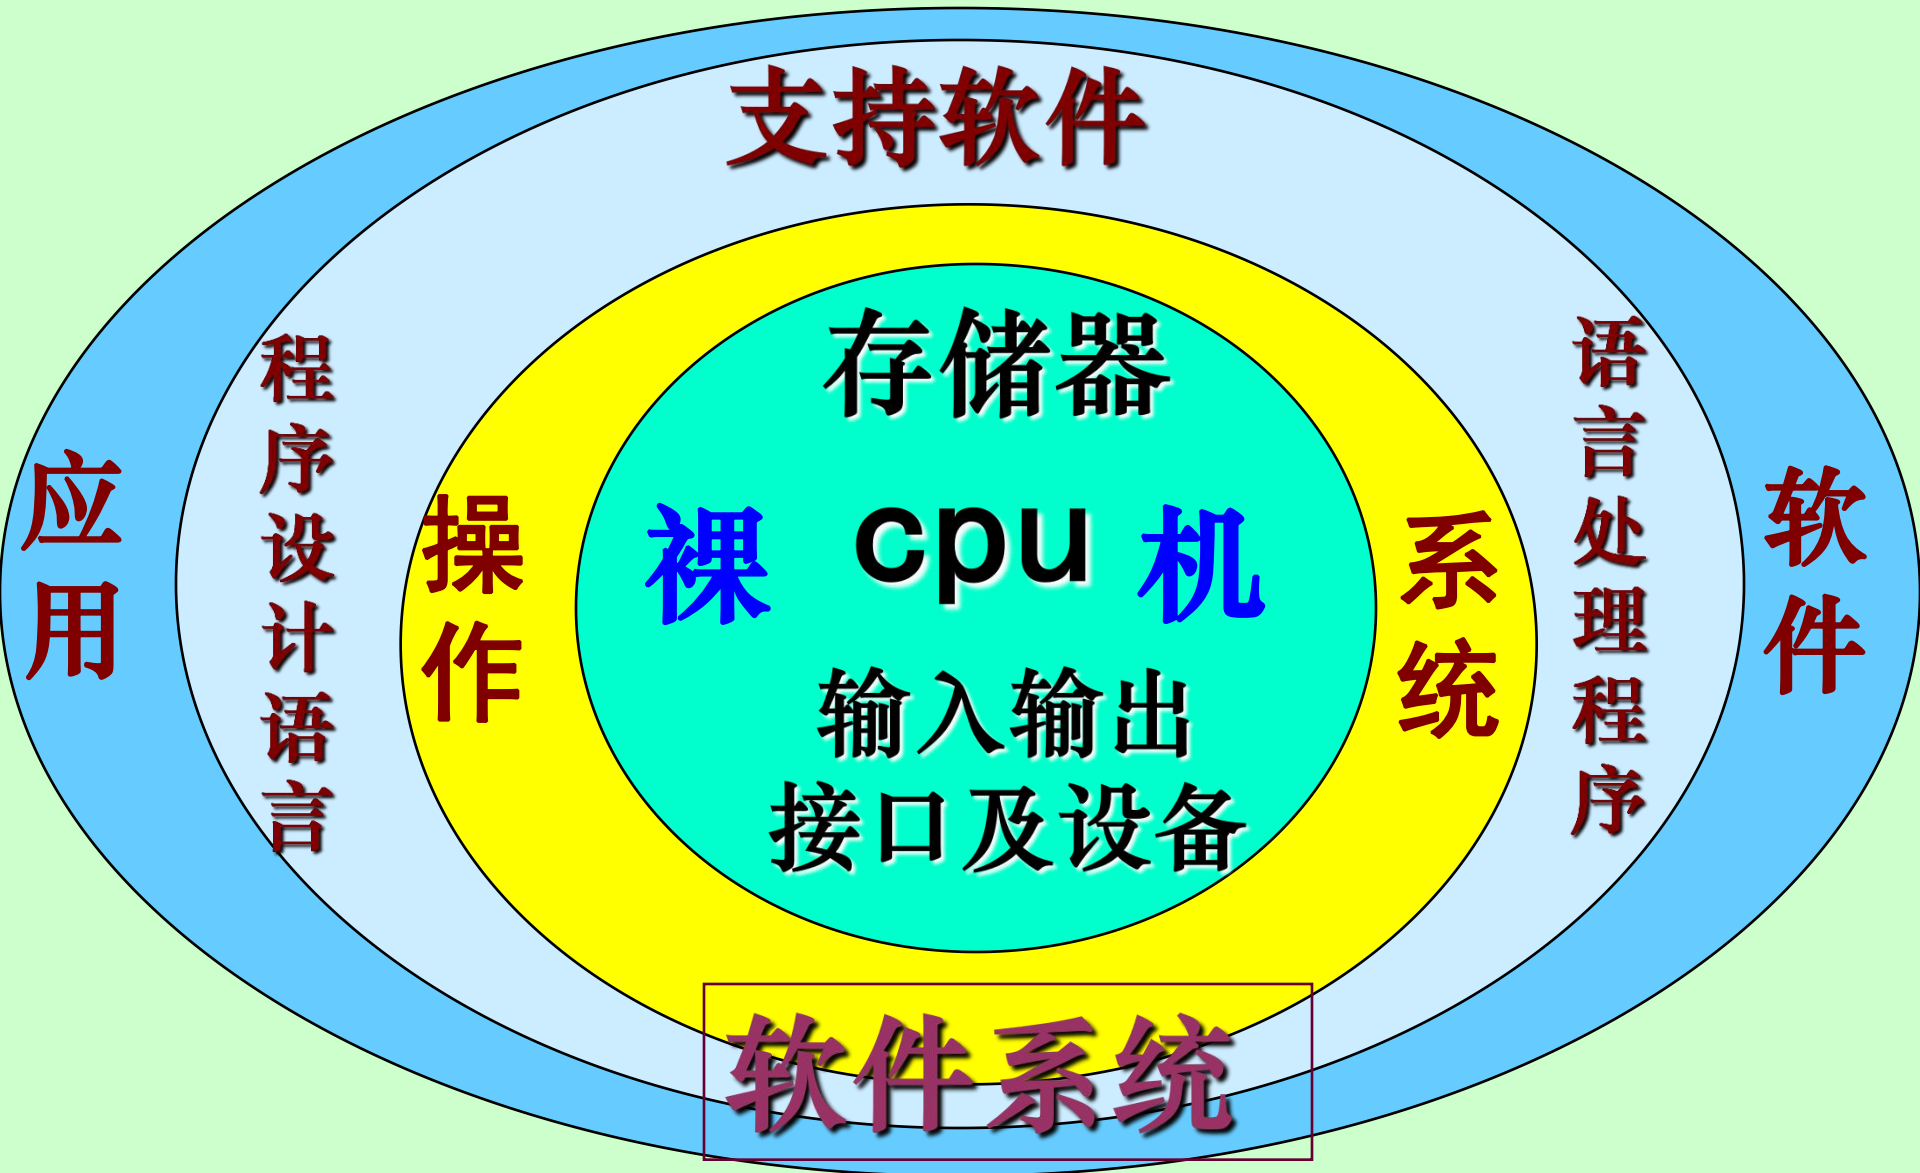 支持软件
程序设计语言
语言处理程序
应用
软件
操作
系统
存储器
裸 cpu 机
输入输出
接口及设备
软件系统